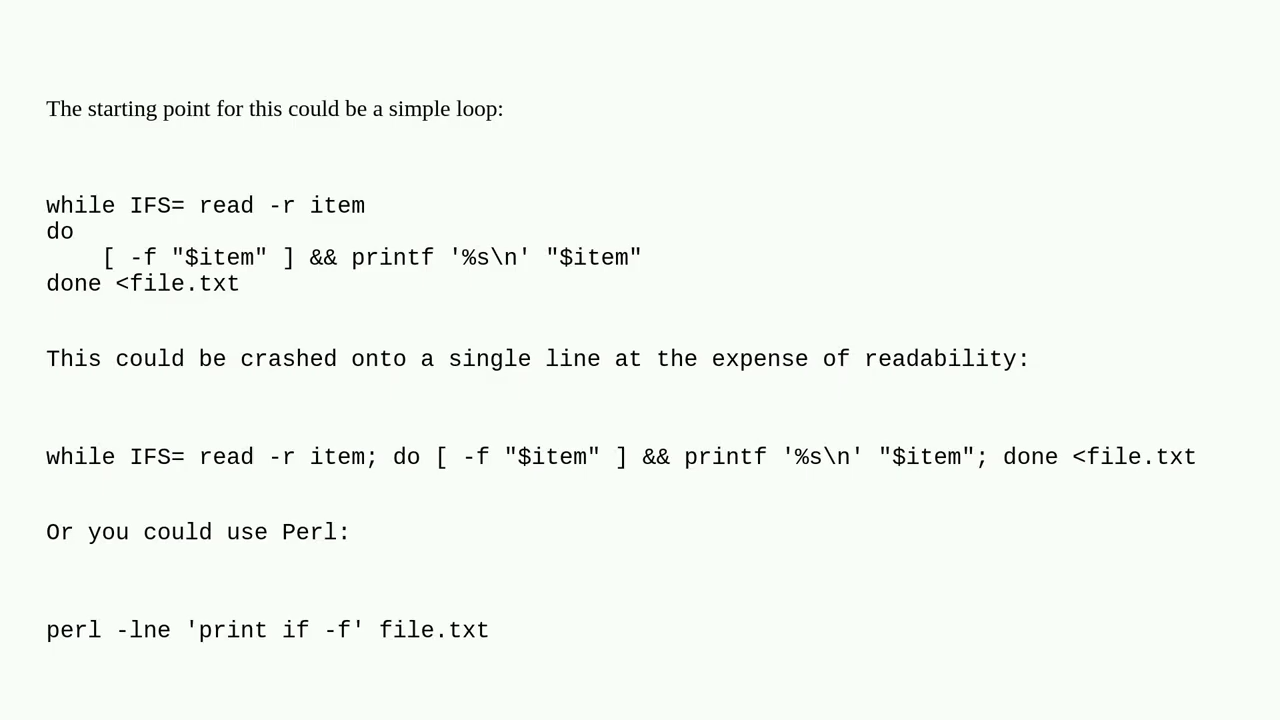 The starting point for this could be a simple loop:
while IFS= read -r item
do
    [ -f "$item" ] && printf '%s\n' "$item"
done <file.txt
This could be crashed onto a single line at the expense of readability:
while IFS= read -r item; do [ -f "$item" ] && printf '%s\n' "$item"; done <file.txt
Or you could use Perl:
perl -lne 'print if -f' file.txt